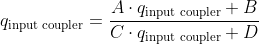 q_{\text{input coupler}} = \frac{A \cdot q_{\text{input coupler}} + B}{C \cdot q_{\text{input coupler}} + D}